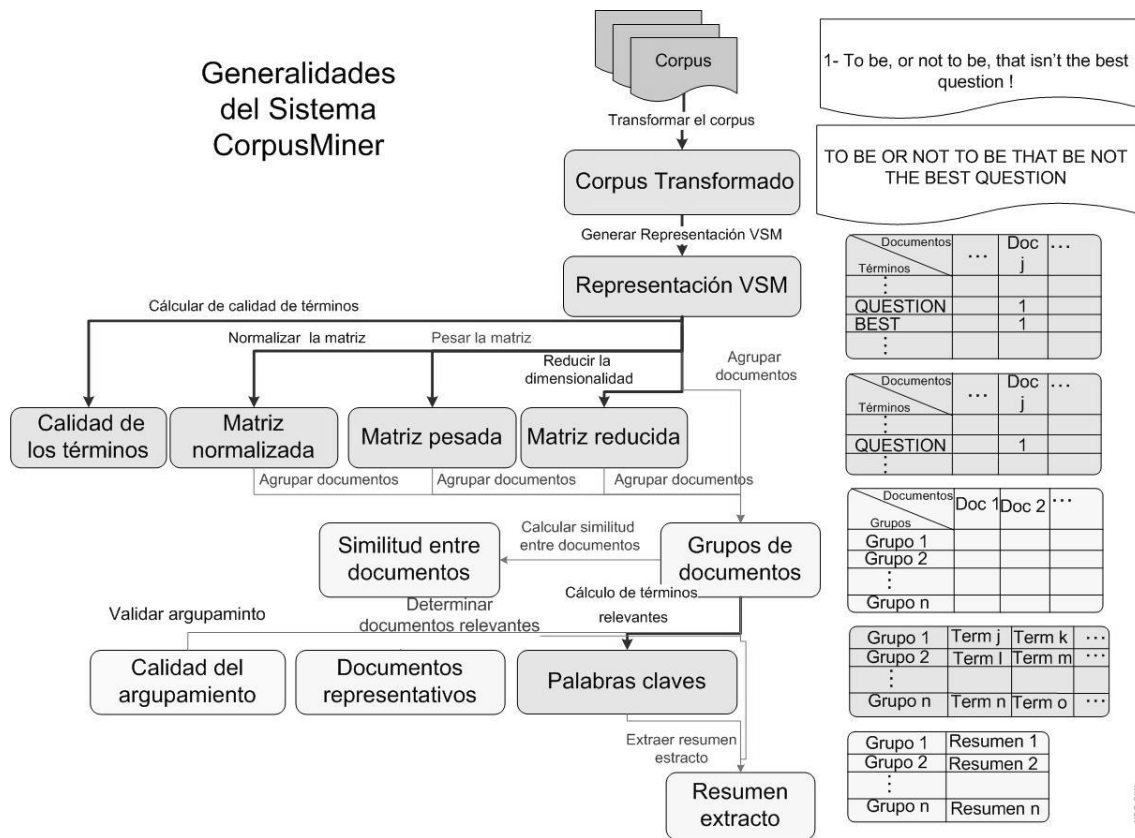 Generalidades
del Sistema
CorpusMiner
Corpus
Transformar el corpus
Corpus Transformado
Generar Representación VSM
Representación VSM
Cálcular de calidad de términos
Normalizar la matriz
Pesar la matriz
Reducir la
dimensionalidad
Agrupar
documentos
Calidad de
los términos
Matriz
normalizada
Matriz pesada
Matriz reducida
Agrupar documentos
Agrupar documentos
Agrupar documentos
Similitud entre
documentos
Calcular similitud
entre documentos
Grupos de
documentos
Validar argupaminto
Determinar
documentos relevantes
Cálculo de términos
relevantes
Calidad del
argupamiento
Documentos
representativos
Palabras claves
Extraer resumen
estracto
Resumen
extracto
1- To be, or not to be, that isn't the best
question !
TO BE OR NOT TO BE THAT BE NOT
THE BEST QUESTION
Documentos
Términos
... Doc j ...
⋮
QUESTION 1
BEST 1
⋮
Documentos
Términos
... Doc j ...
⋮
QUESTION 1
⋮
Documentos
Grupos
Doc 1 Doc 2 ...
Grupo 1
Grupo 2
⋮
Grupo n
Grupo 1 Term j Term k ...
Grupo 2 Term l Term m ...
⋮
Grupo n Term n Term o ...
Grupo 1 Resumen 1
Grupo 2 Resumen 2
⋮
Grupo n Resumen n